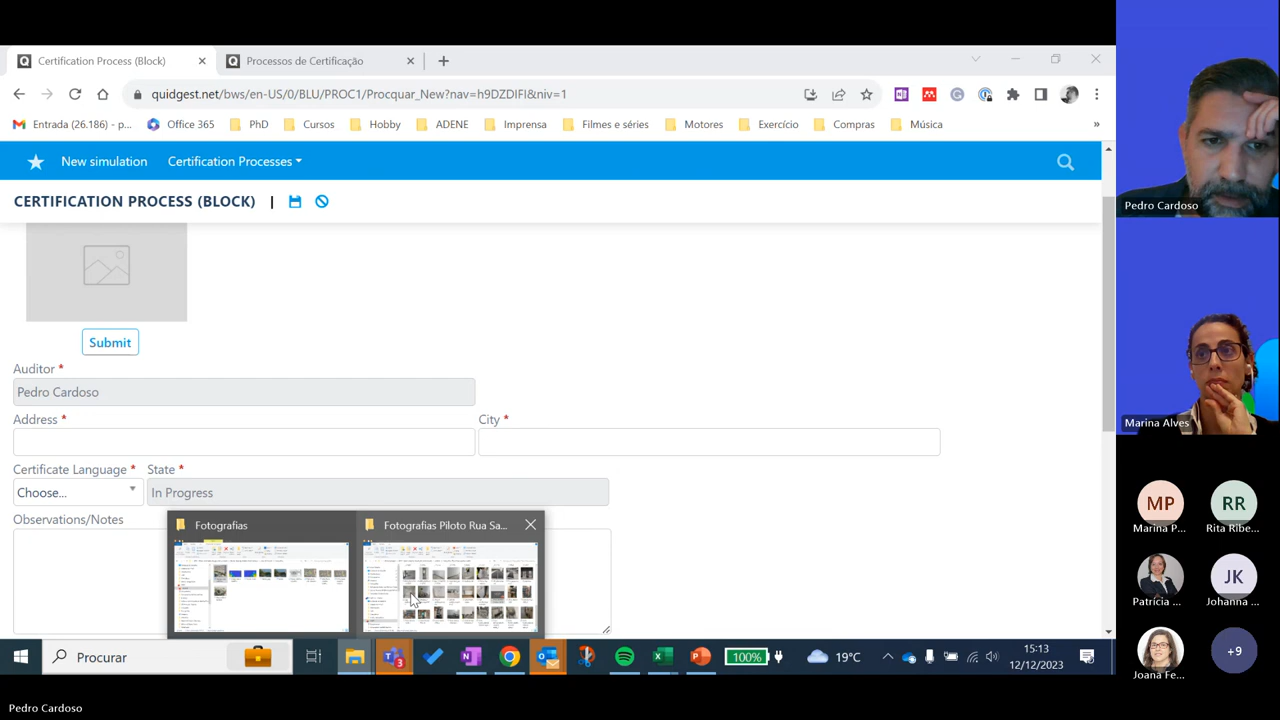 Certification Process (Block)
Processos de Certificação
quidgest.net/bws/en-US/0/BLU/PROC1/Procquar_New?nav=h9DZDIFI&niv=1
Entrada (26.186) - p...
Office 365
PhD
Cursos
Hobby
ADENE
Imprensa
Filmes e séries
Motores
Exercício
Compras
Música
»
New simulation
Certification Processes
CERTIFICATION PROCESS (BLOCK) |
Submit
Auditor *
Pedro Cardoso
Address *
City *
Certificate Language *
State *
Choose...
In Progress
Observations/Notes
Fotografias
Fotografias Piloto Rua Sa...
Procurar
3
100%
19°C
15:13
12/12/2023
Pedro Cardoso
Marina Alves
MP
Marina P...
RR
Rita Ribe...
Patrícia ...
JK
Johanna ...
Joana Fe...
+9
Pedro Cardoso